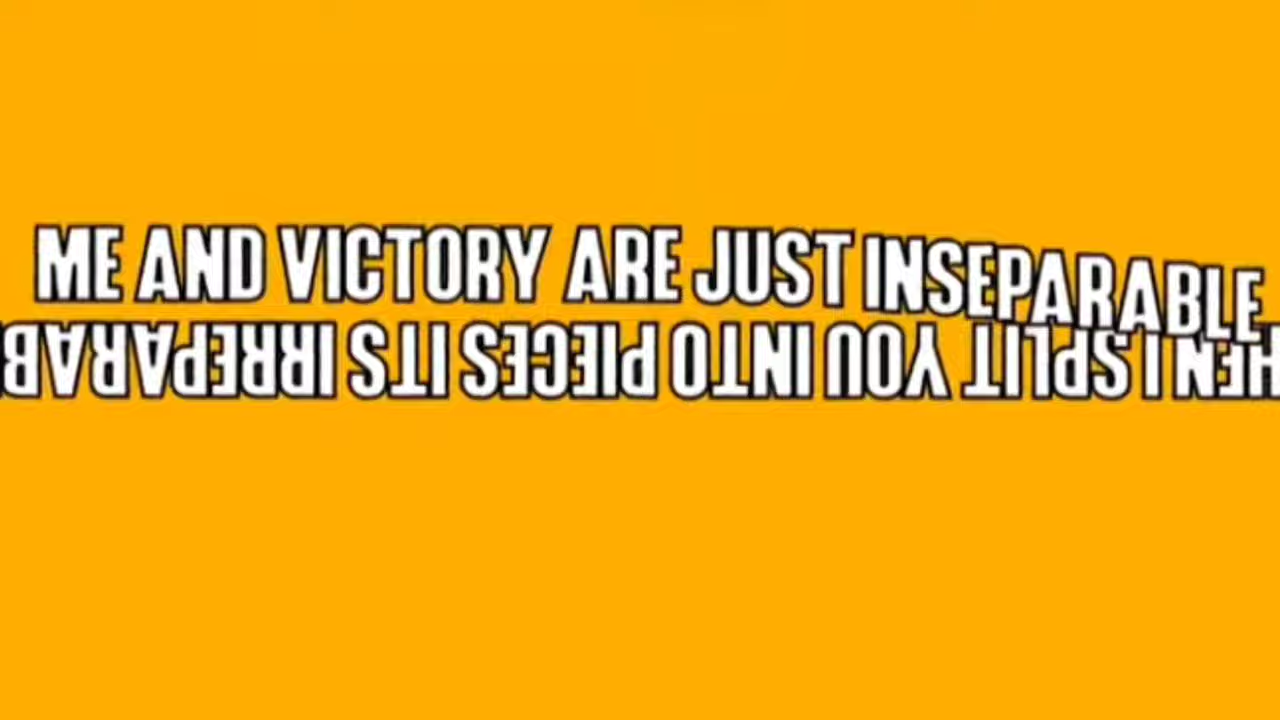 ME AND VICTORY ARE JUST INSEPARABLE
HEN I SPLIT YOU INTO PIECES ITS IRREPARAB